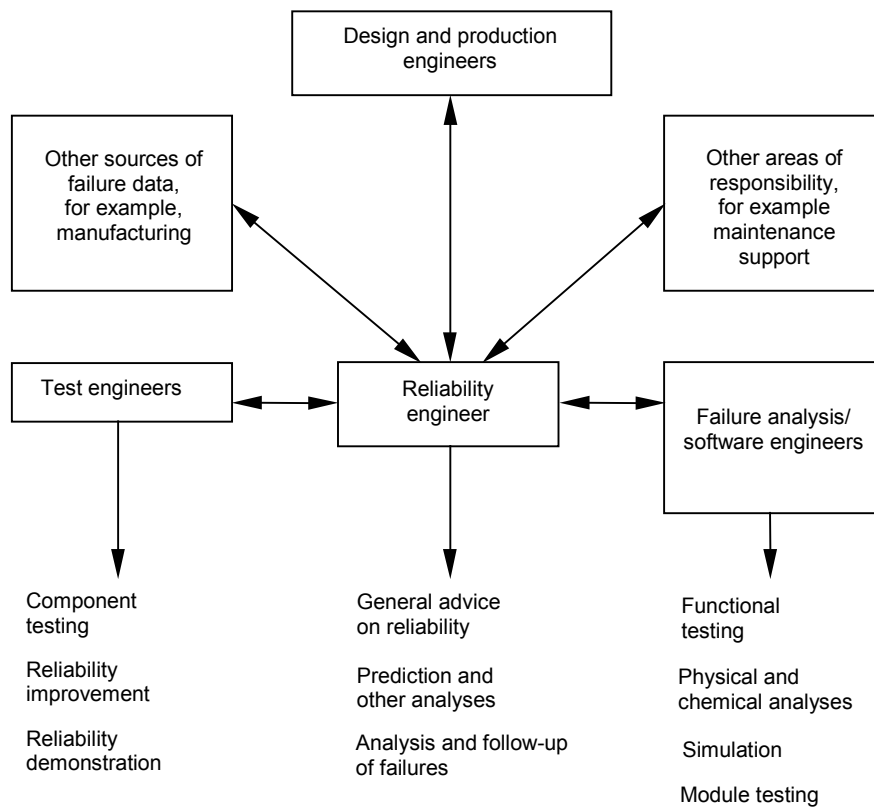 Design and production
engineers
Other sources of
failure data,
for example,
manufacturing
Other areas of
responsibility,
for example
maintenance
support
Test engineers
Reliability
engineer
Failure analysis/
software engineers
Component
testing
Reliability
improvement
Reliability
demonstration
General advice
on reliability
Prediction and
other analyses
Analysis and follow-up
of failures
Functional
testing
Physical and
chemical analyses
Simulation
Module testing